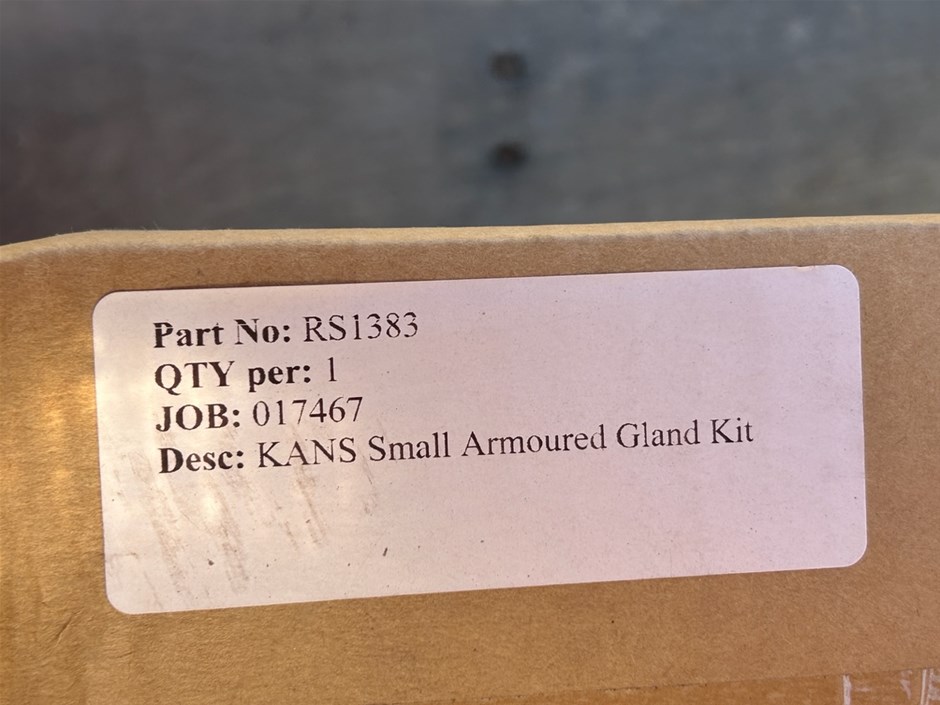 Part No: RS1383
QTY per: 1
JOB: 017467
Desc: KANS Small Armoured Gland Kit